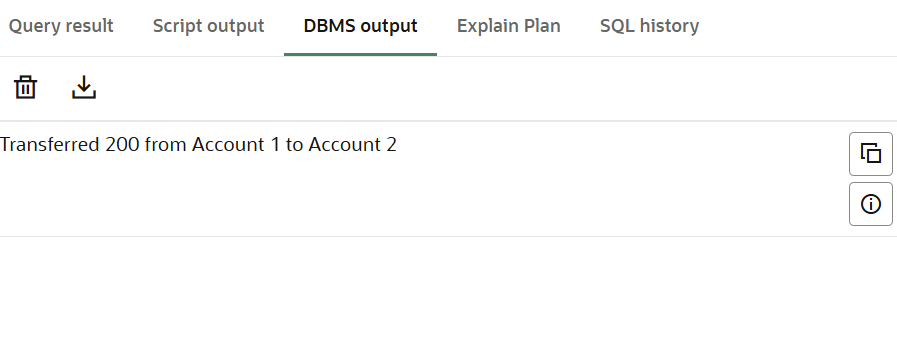 Query result Script output DBMS output Explain Plan SQL history
Transferred 200 from Account 1 to Account 2